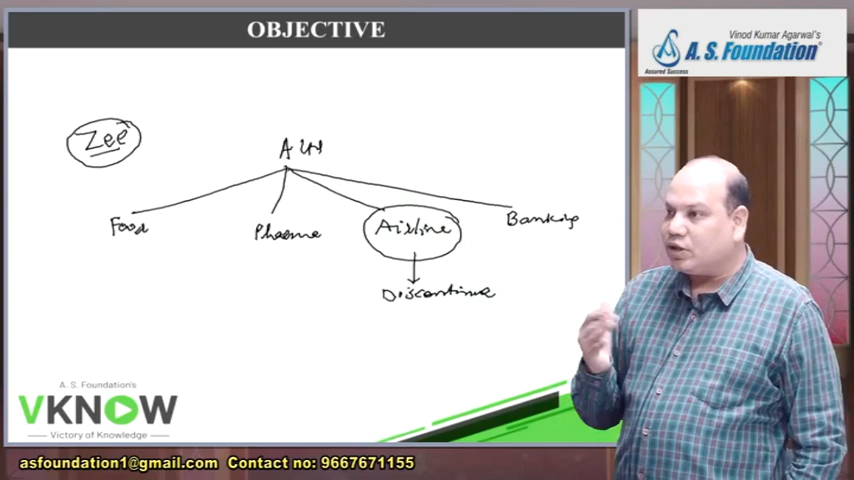 OBJECTIVE
Vinod Kumar Agarwal's
A. S. Foundation®
Assured Success
Zee
Food
Pharma
Airline
Banking
Discontinue
A. S. Foundation's
VKNOW
Victory of Knowledge
asfoundation1@gmail.com Contact no: 9667671155